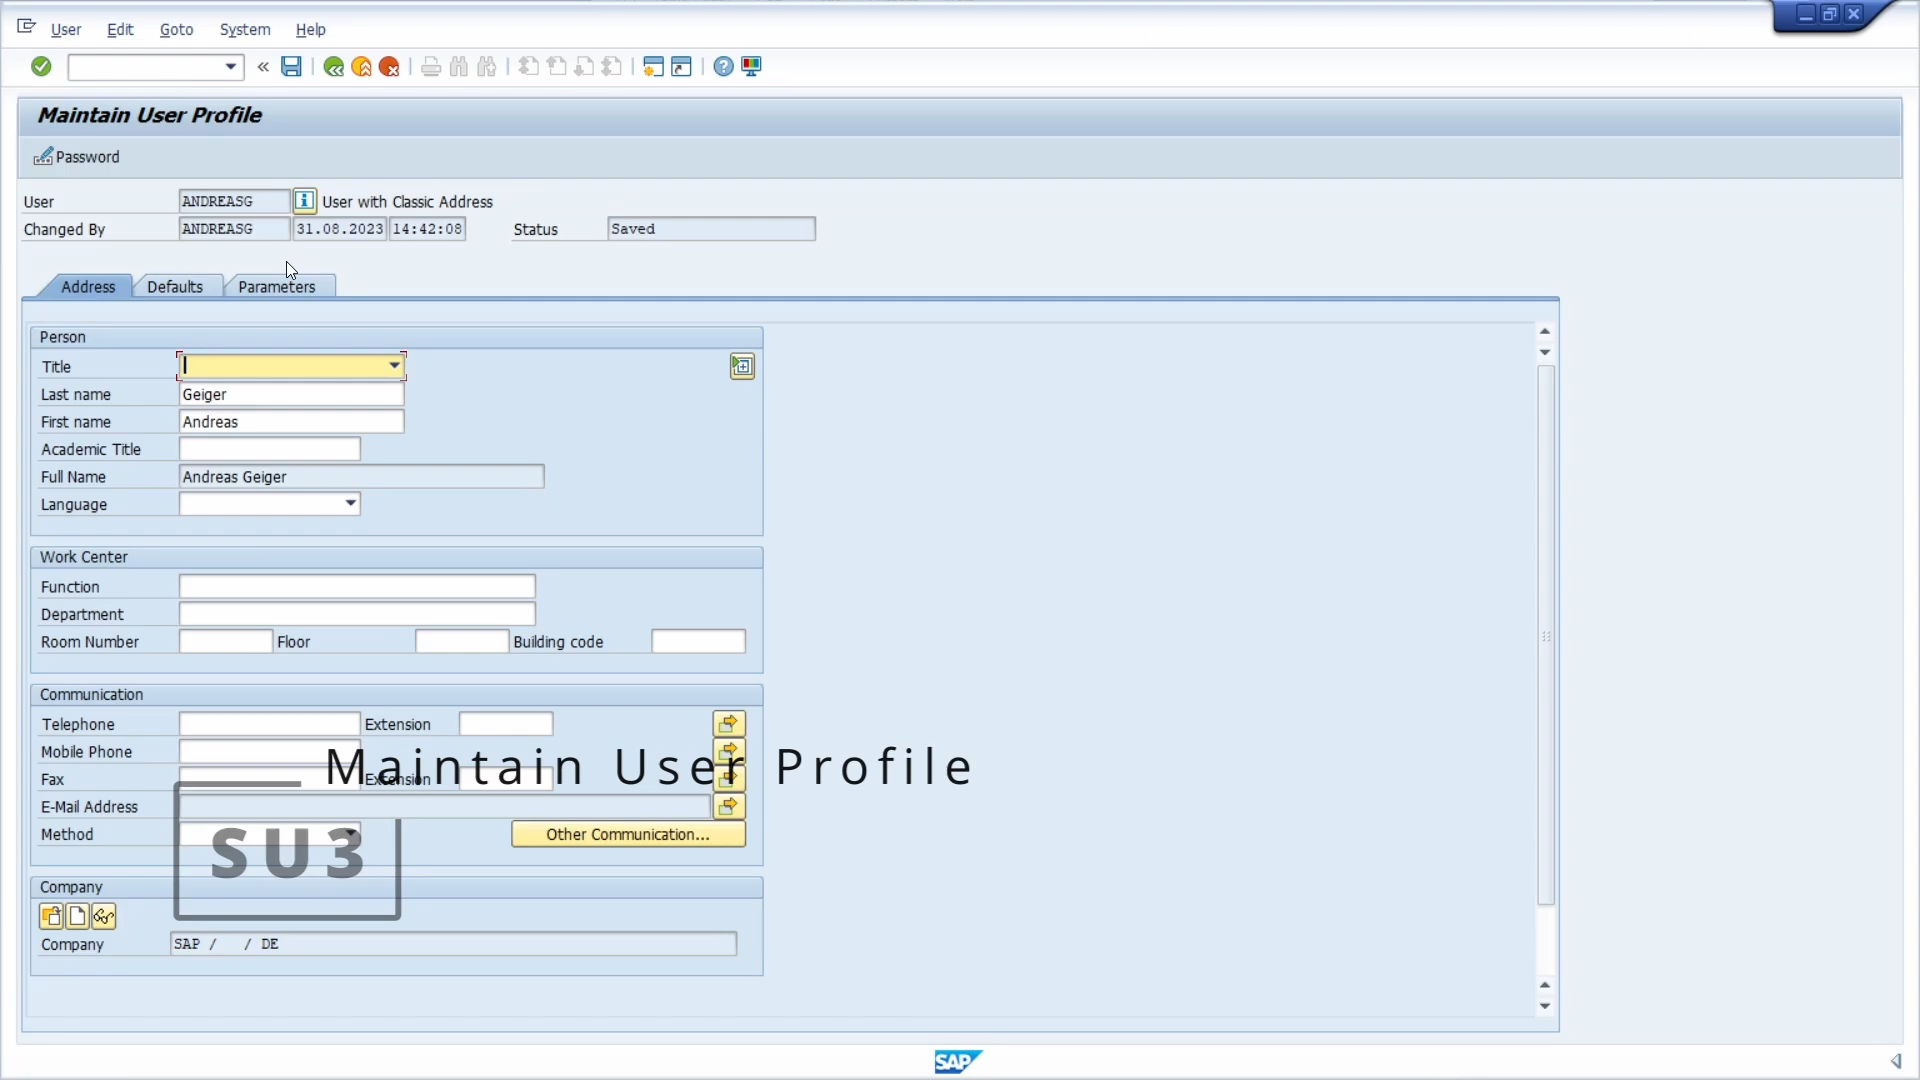 User Edit Goto System Help
Maintain User Profile
Password
User ANDREASG User with Classic Address
Changed By ANDREASG 31.08.2023 14:42:08 Status Saved
Address Defaults Parameters
Person
Title
Last name Geiger
First name Andreas
Academic Title
Full Name Andreas Geiger
Language
Work Center
Function
Department
Room Number Floor Building code
Communication
Telephone Extension
Mobile Phone
Maintain User Profile
Fax Extension
E-Mail Address
Method Other Communication...
SU3
Company
Company SAP / / DE
SAP